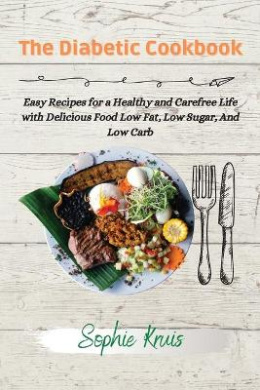 The Diabetic Cookbook
Easy Recipes for a Healthy and Carefree Life
with Delicious Food Low Fat, Low Sugar, And
Low Carb
Sophie Kruis